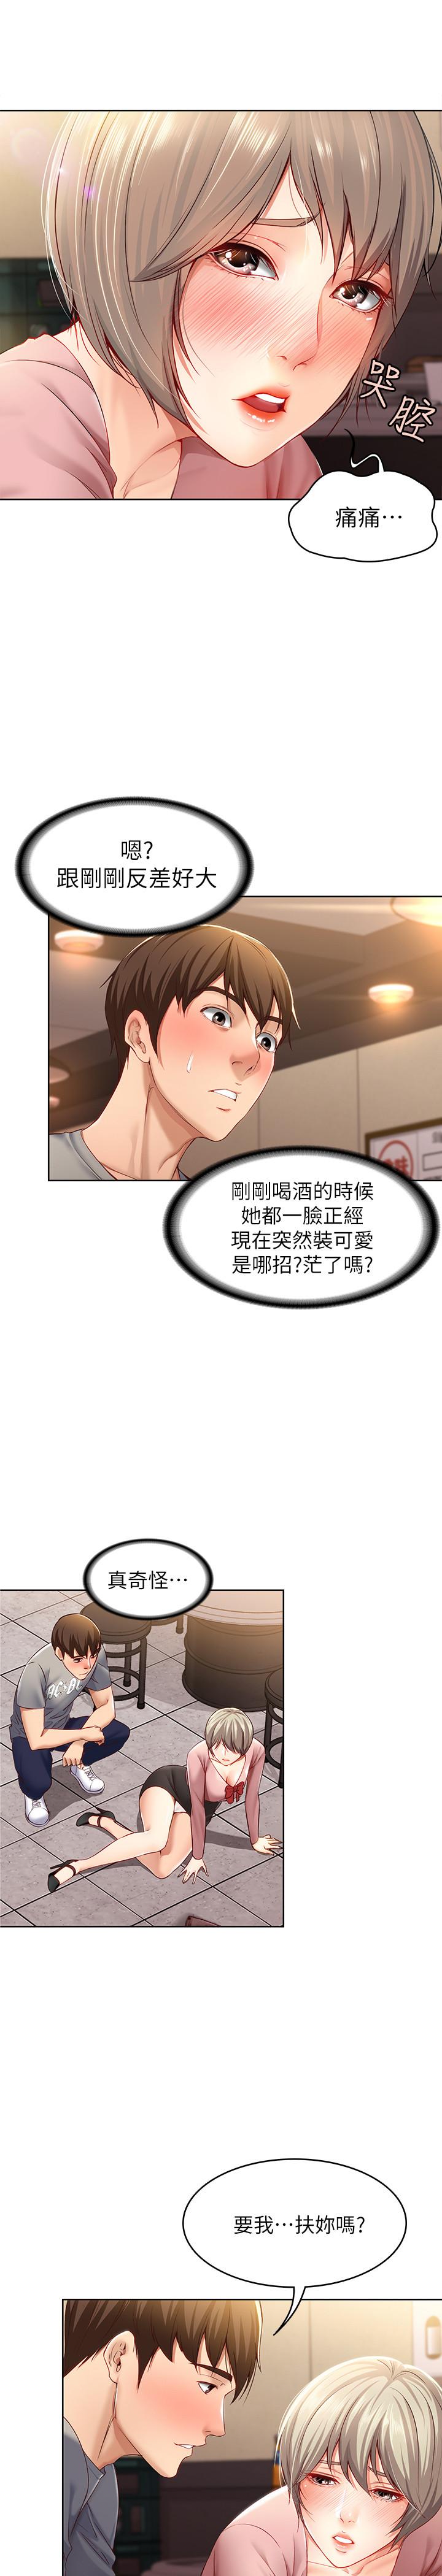 哭腔
痛痛…
嗯?
跟剛剛反差好大
剛剛喝酒的時候
她都一臉正經
現在突然裝可愛
是哪招?茫了嗎?
真奇怪…
要我…扶妳嗎?